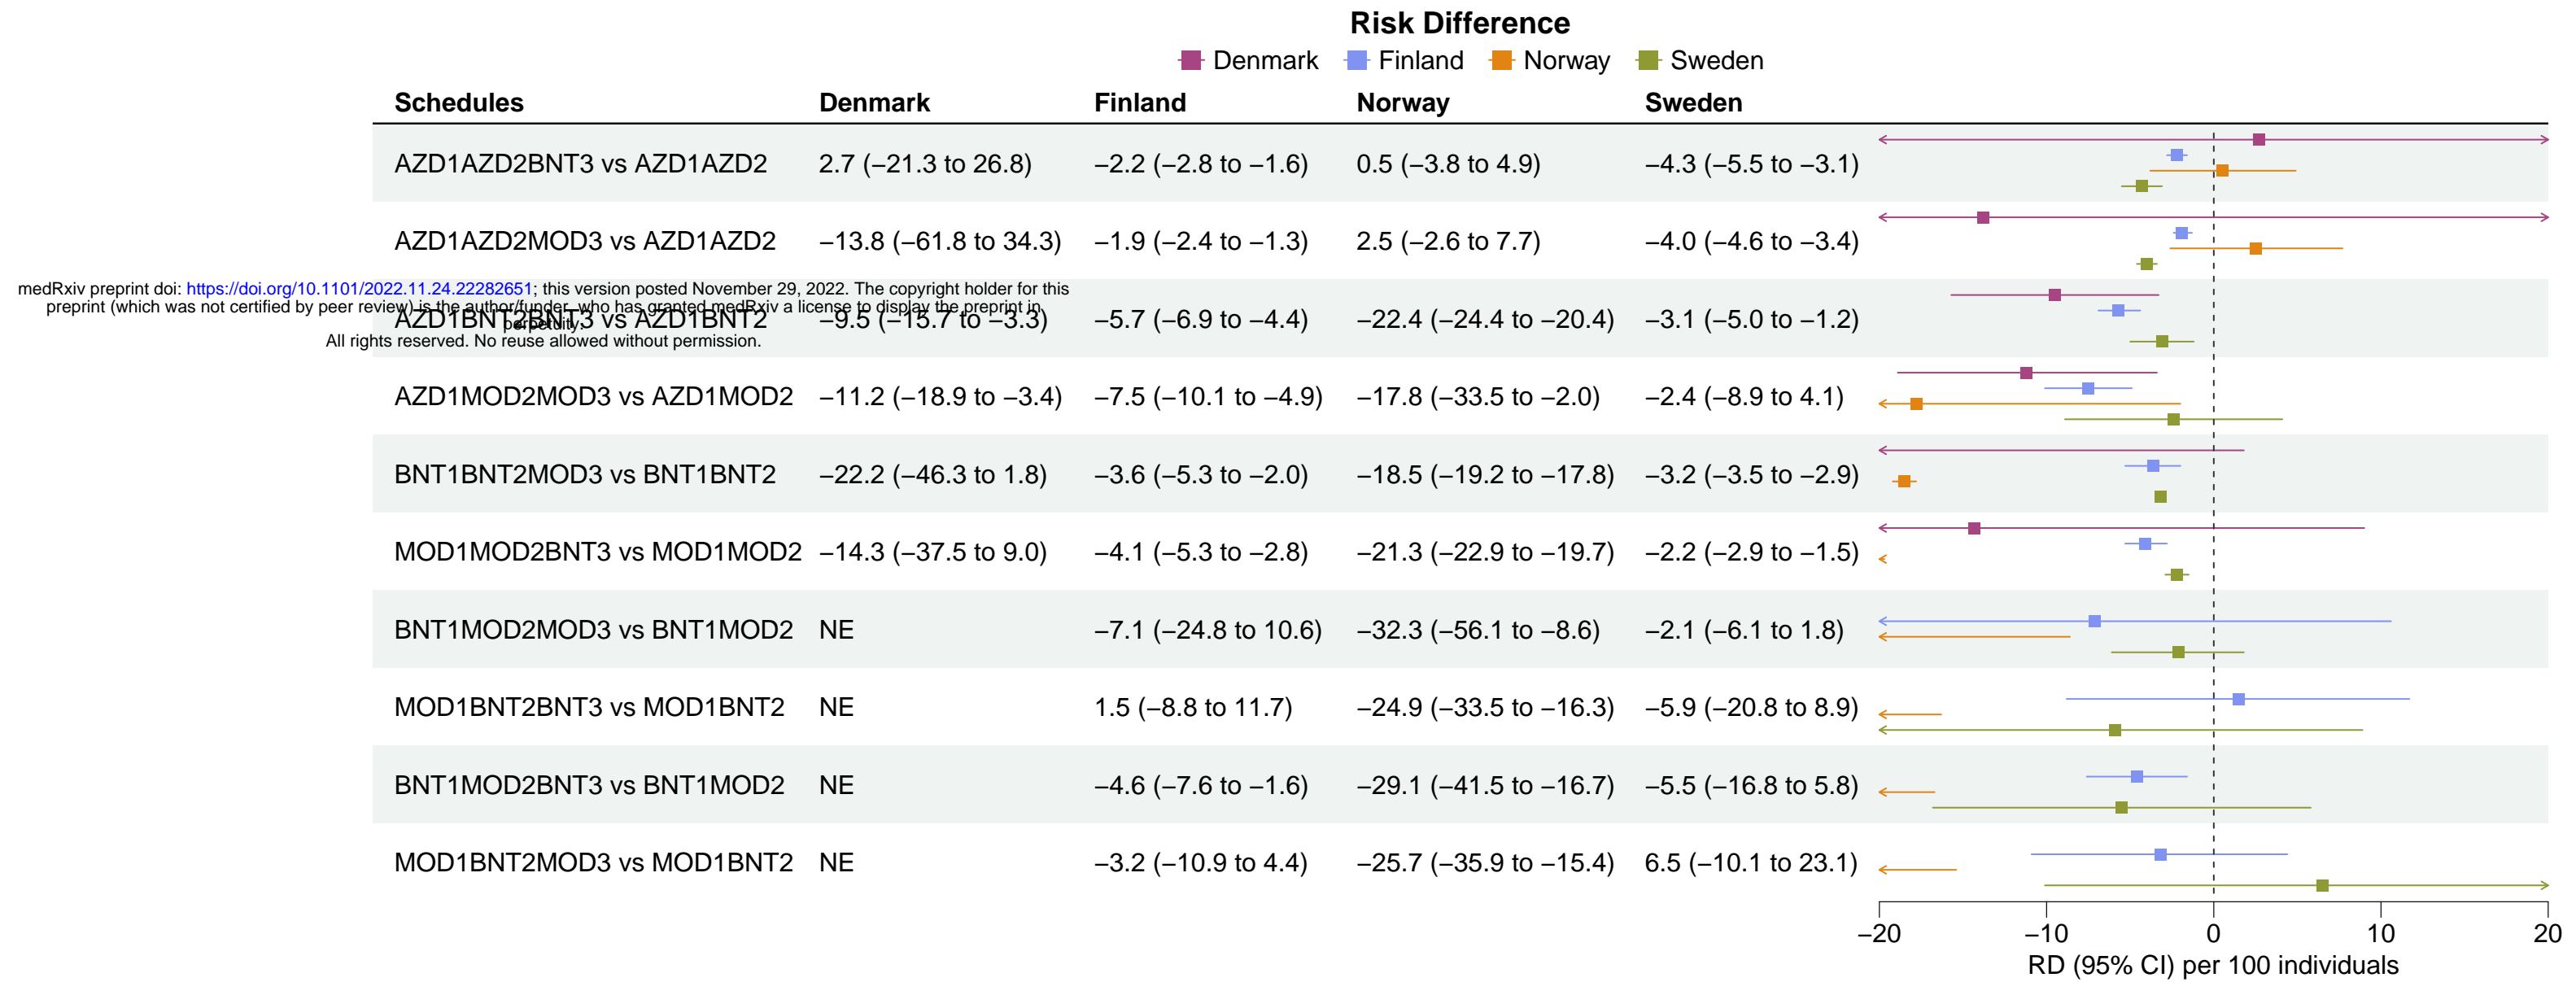 Risk Difference
Denmark Finland Norway Sweden
Schedules Denmark Finland Norway Sweden
AZD1AZD2BNT3 vs AZD1AZD2 2.7 (−21.3 to 26.8) −2.2 (−2.8 to −1.6) 0.5 (−3.8 to 4.9) −4.3 (−5.5 to −3.1)
AZD1AZD2MOD3 vs AZD1AZD2 −13.8 (−61.8 to 34.3) −1.9 (−2.4 to −1.3) 2.5 (−2.6 to 7.7) −4.0 (−4.6 to −3.4)
medRxiv preprint doi: https://doi.org/10.1101/2022.11.24.22282651; this version posted November 29, 2022. The copyright holder for this
preprint (which was not certified by peer review) is the author/funder, who has granted medRxiv a license to display the preprint in
perpetuity.
All rights reserved. No reuse allowed without permission.
AZD1BNT2BNT3 vs AZD1BNT2 −9.5 (−15.7 to −3.3) −5.7 (−6.9 to −4.4) −22.4 (−24.4 to −20.4) −3.1 (−5.0 to −1.2)
AZD1MOD2MOD3 vs AZD1MOD2 −11.2 (−18.9 to −3.4) −7.5 (−10.1 to −4.9) −17.8 (−33.5 to −2.0) −2.4 (−8.9 to 4.1)
BNT1BNT2MOD3 vs BNT1BNT2 −22.2 (−46.3 to 1.8) −3.6 (−5.3 to −2.0) −18.5 (−19.2 to −17.8) −3.2 (−3.5 to −2.9)
MOD1MOD2BNT3 vs MOD1MOD2 −14.3 (−37.5 to 9.0) −4.1 (−5.3 to −2.8) −21.3 (−22.9 to −19.7) −2.2 (−2.9 to −1.5)
BNT1MOD2MOD3 vs BNT1MOD2 NE −7.1 (−24.8 to 10.6) −32.3 (−56.1 to −8.6) −2.1 (−6.1 to 1.8)
MOD1BNT2BNT3 vs MOD1BNT2 NE 1.5 (−8.8 to 11.7) −24.9 (−33.5 to −16.3) −5.9 (−20.8 to 8.9)
BNT1MOD2BNT3 vs BNT1MOD2 NE −4.6 (−7.6 to −1.6) −29.1 (−41.5 to −16.7) −5.5 (−16.8 to 5.8)
MOD1BNT2MOD3 vs MOD1BNT2 NE −3.2 (−10.9 to 4.4) −25.7 (−35.9 to −15.4) 6.5 (−10.1 to 23.1)
−20 −10 0 10 20
RD (95% CI) per 100 individuals